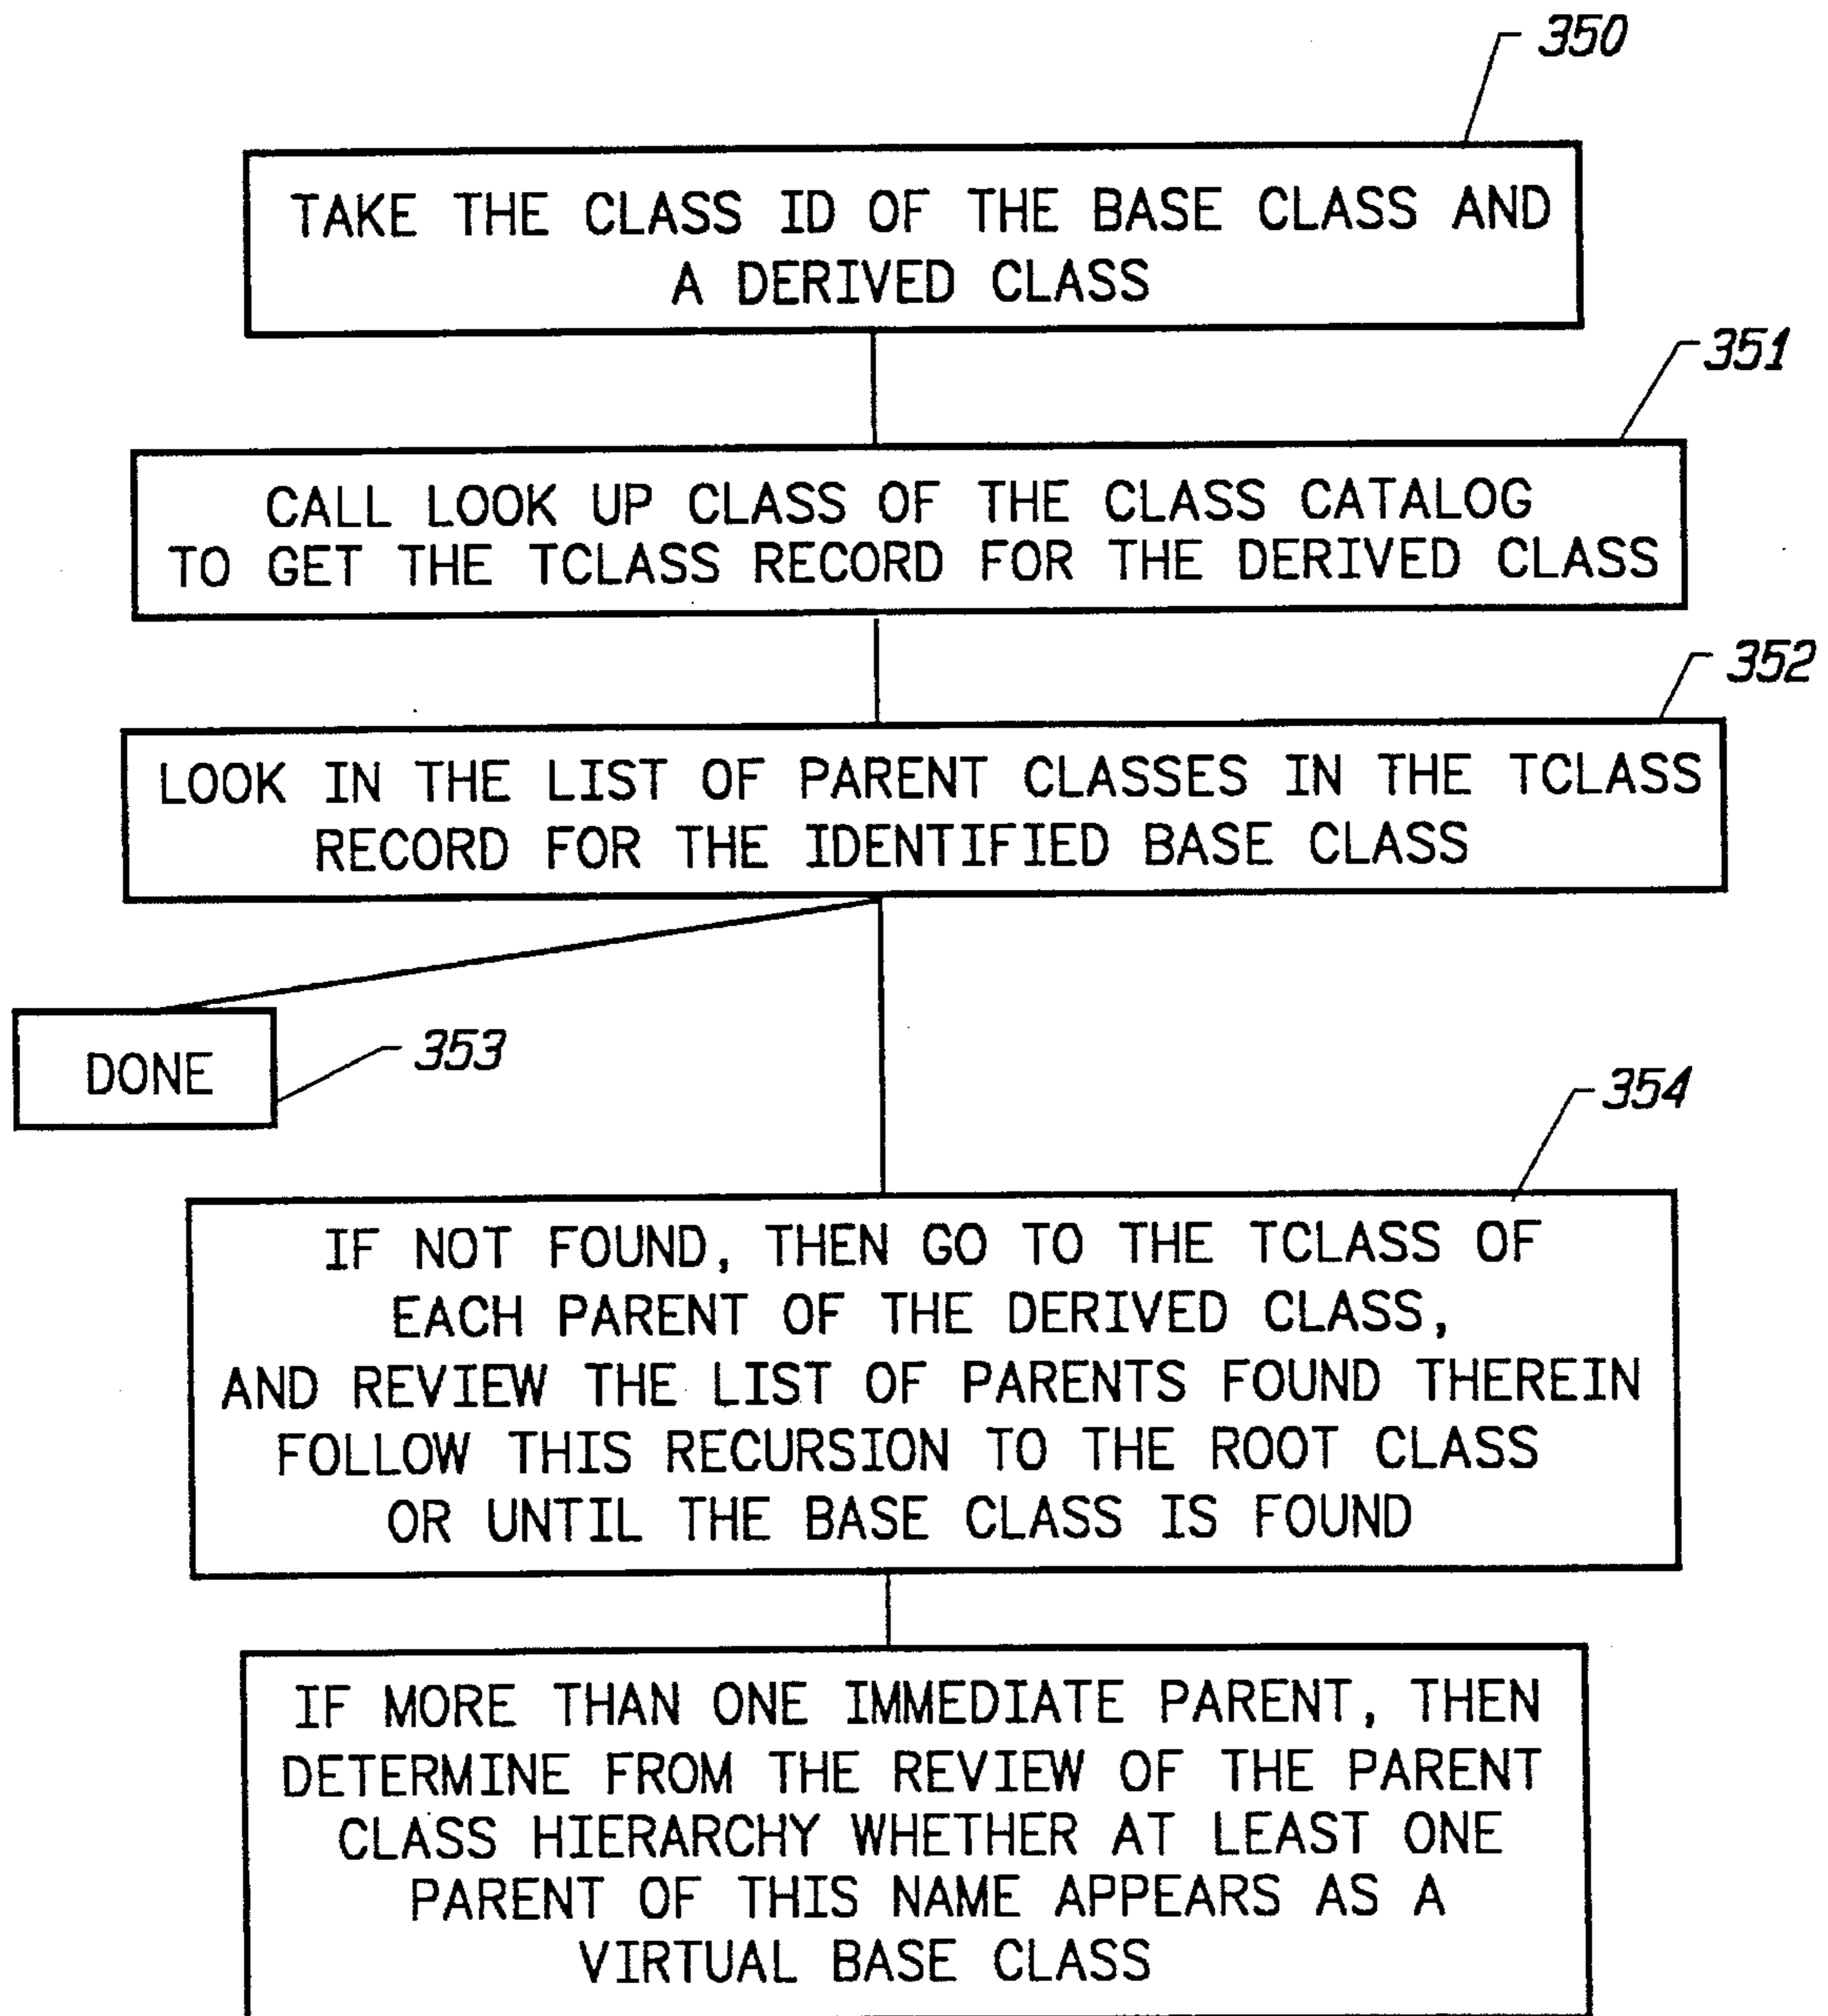 350
TAKE THE CLASS ID OF THE BASE CLASS AND
A DERIVED CLASS
351
CALL LOOK UP CLASS OF THE CLASS CATALOG
TO GET THE TCLASS RECORD FOR THE DERIVED CLASS
352
LOOK IN THE LIST OF PARENT CLASSES IN THE TCLASS
RECORD FOR THE IDENTIFIED BASE CLASS
DONE
353
354
IF NOT FOUND, THEN GO TO THE TCLASS OF
EACH PARENT OF THE DERIVED CLASS,
AND REVIEW THE LIST OF PARENTS FOUND THEREIN
FOLLOW THIS RECURSION TO THE ROOT CLASS
OR UNTIL THE BASE CLASS IS FOUND
IF MORE THAN ONE IMMEDIATE PARENT, THEN
DETERMINE FROM THE REVIEW OF THE PARENT
CLASS HIERARCHY WHETHER AT LEAST ONE
PARENT OF THIS NAME APPEARS AS A
VIRTUAL BASE CLASS